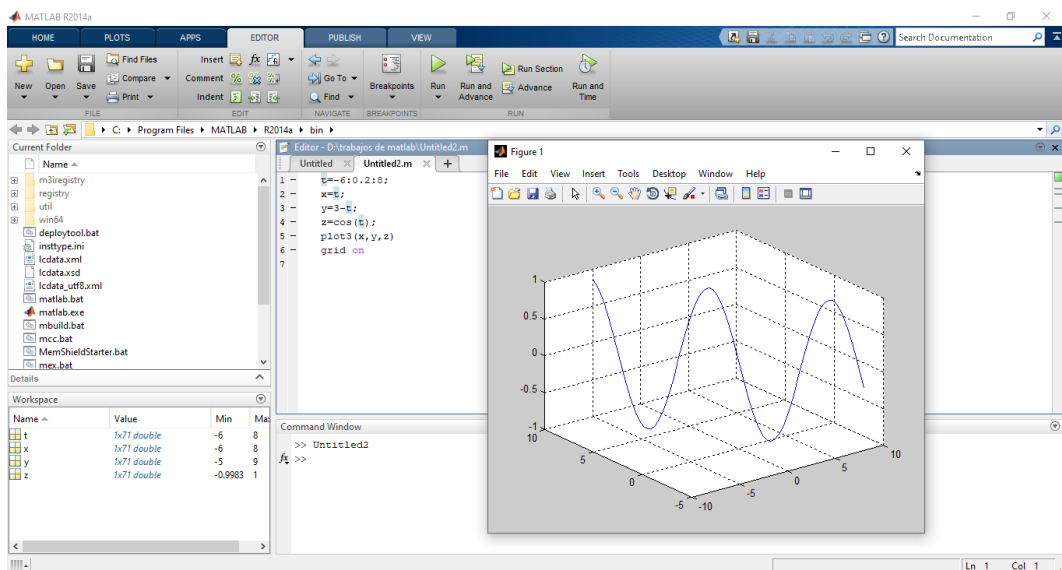 MATLAB R2014a
HOME PLOTS APPS EDITOR PUBLISH VIEW Search Documentation
New Open Save Find Files Compare Print
Insert fx
Comment %
Indent
Go To
Find
Breakpoints Run Run and Advance Run Section Advance Run and Time
FILE EDIT NAVIGATE BREAKPOINTS RUN
C: Program Files MATLAB R2014a bin
Current Folder
Name
m3iregistry
registry
util
win64
deploytool.bat
insttype.ini
lcdata.xml
lcdata.xsd
lcdata_utf8.xml
matlab.bat
matlab.exe
mbuild.bat
mcc.bat
MemShieldStarter.bat
mex.bat
Details
Workspace
Name Value Min Ma
t 1x71 double -6 8
x 1x71 double -6 8
y 1x71 double -5 9
z 1x71 double -0.9983 1
Editor - D:\trabajos de matlab\Untitled2.m
Untitled Untitled2.m
1 t=-6:0.2:8;
2 x=t;
3 y=3-t;
4 z=cos(t);
5 plot3(x,y,z)
6 grid on
7
Command Window
>> Untitled2
fx >>
Figure 1
File Edit View Insert Tools Desktop Window Help
1
0.5
0
-0.5
-1
10
5
0
-5
-10
-5
0
5
10
Ln 1 Col 1